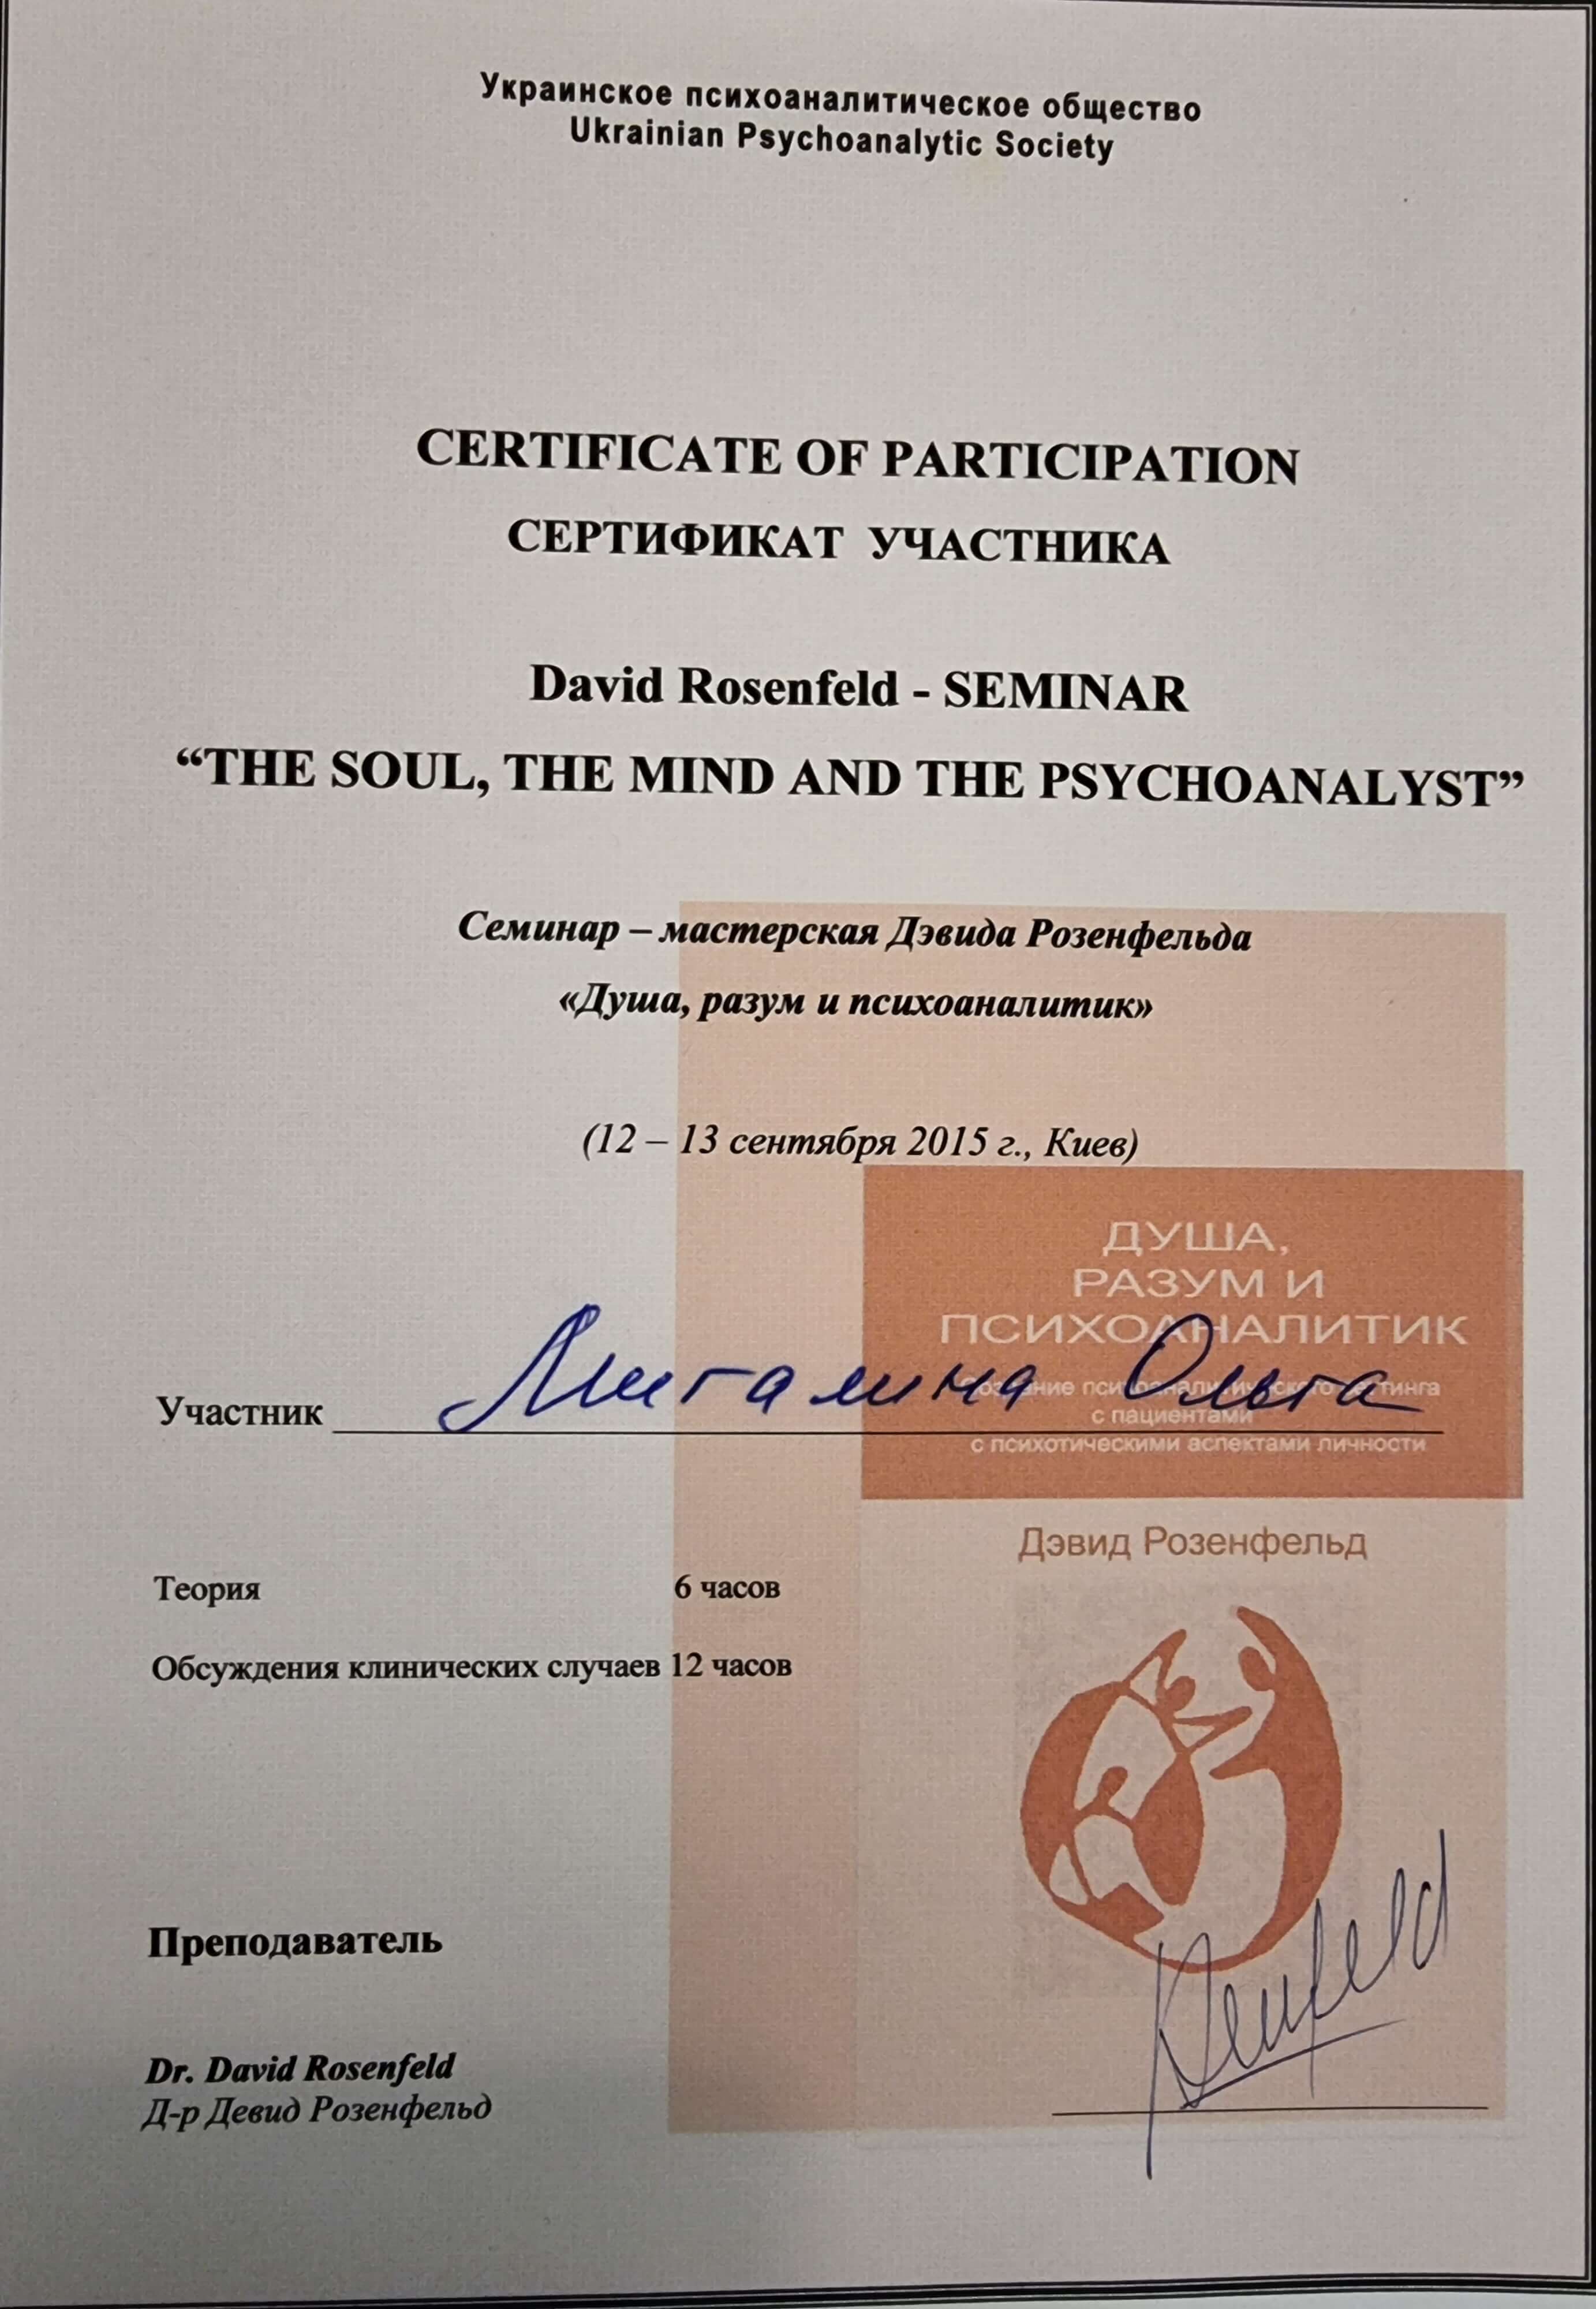 Украинское психоаналитическое общество
Ukrainian Psychoanalytic Society
CERTIFICATE OF PARTICIPATION
СЕРТИФИКАТ УЧАСТНИКА
David Rosenfeld - SEMINAR
“THE SOUL, THE MIND AND THE PSYCHOANALYST”
Семинар – мастерская Дэвида Розенфельда
«Душа, разум и психоаналитик»
(12 – 13 сентября 2015 г., Киев)
ДУША,
РАЗУМ И
ПСИХОАНАЛИТИК
Участник Мигалина Ольга
с пациентами
с психотическими аспектами личности
Дэвид Розенфельд
Теория 6 часов
Обсуждения клинических случаев 12 часов
Преподаватель
Dr. David Rosenfeld
Д-р Девид Розенфельд